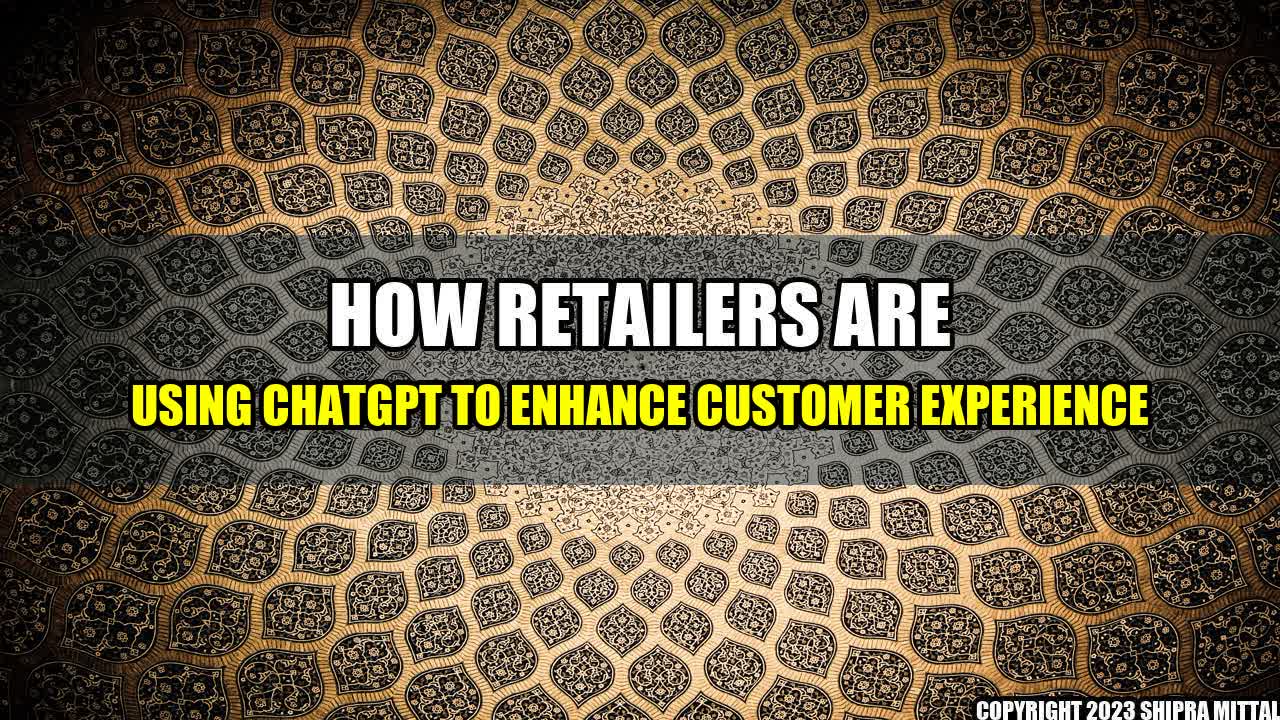 HOW RETAILERS ARE
USING CHATGPT TO ENHANCE CUSTOMER EXPERIENCE
COPYRIGHT 2023 SHIPRA MITTAL